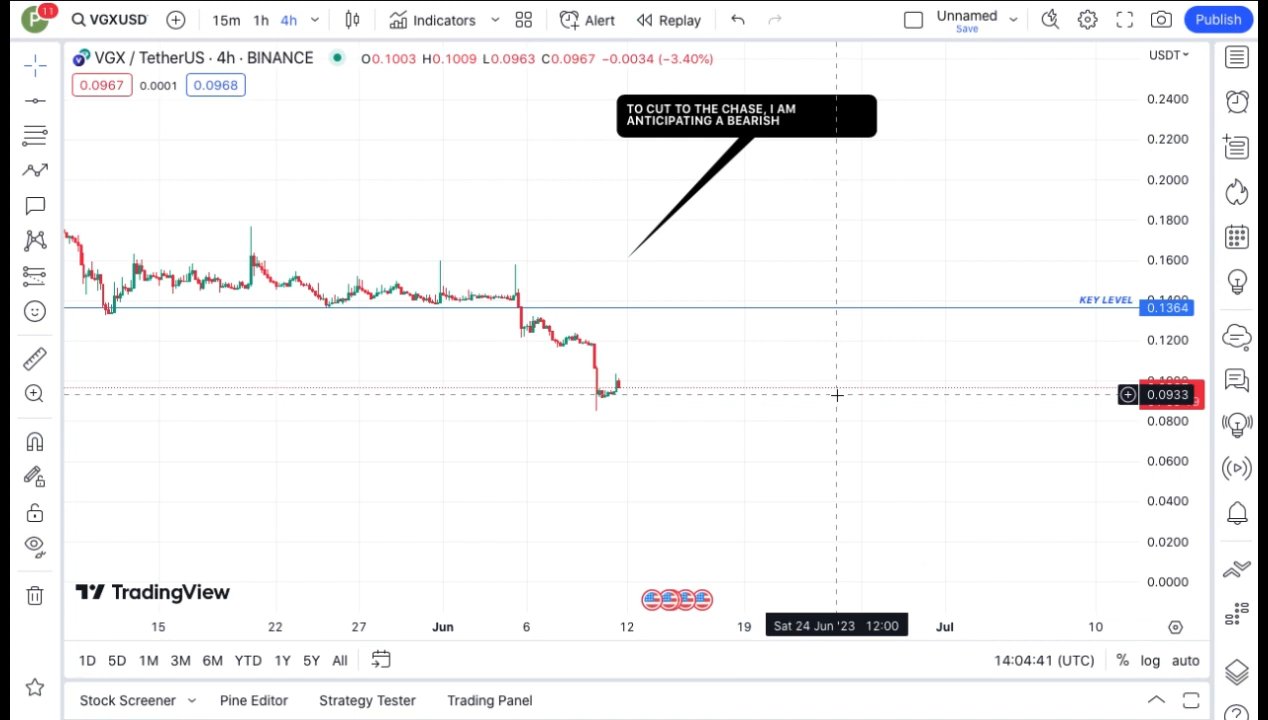 P
11
VGXUSD
15m 1h 4h
Indicators
Alert
Replay
Unnamed
Save
Publish
VGX / TetherUS · 4h · BINANCE
O0.1003 H0.1009 L0.0963 C0.0967 −0.0034 (−3.40%)
USDT
0.0967 0.0001 0.0968
TO CUT TO THE CHASE, I AM
ANTICIPATING A BEARISH
0.2400
0.2200
0.2000
0.1800
0.1600
KEY LEVEL
0.1364
0.1200
0.0933
0.0800
0.0600
0.0400
0.0200
0.0000
TradingView
15 22 27 Jun 6 12 19 Sat 24 Jun '23 12:00 Jul 10
1D 5D 1M 3M 6M YTD 1Y 5Y All
14:04:41 (UTC) % log auto
Stock Screener Pine Editor Strategy Tester Trading Panel